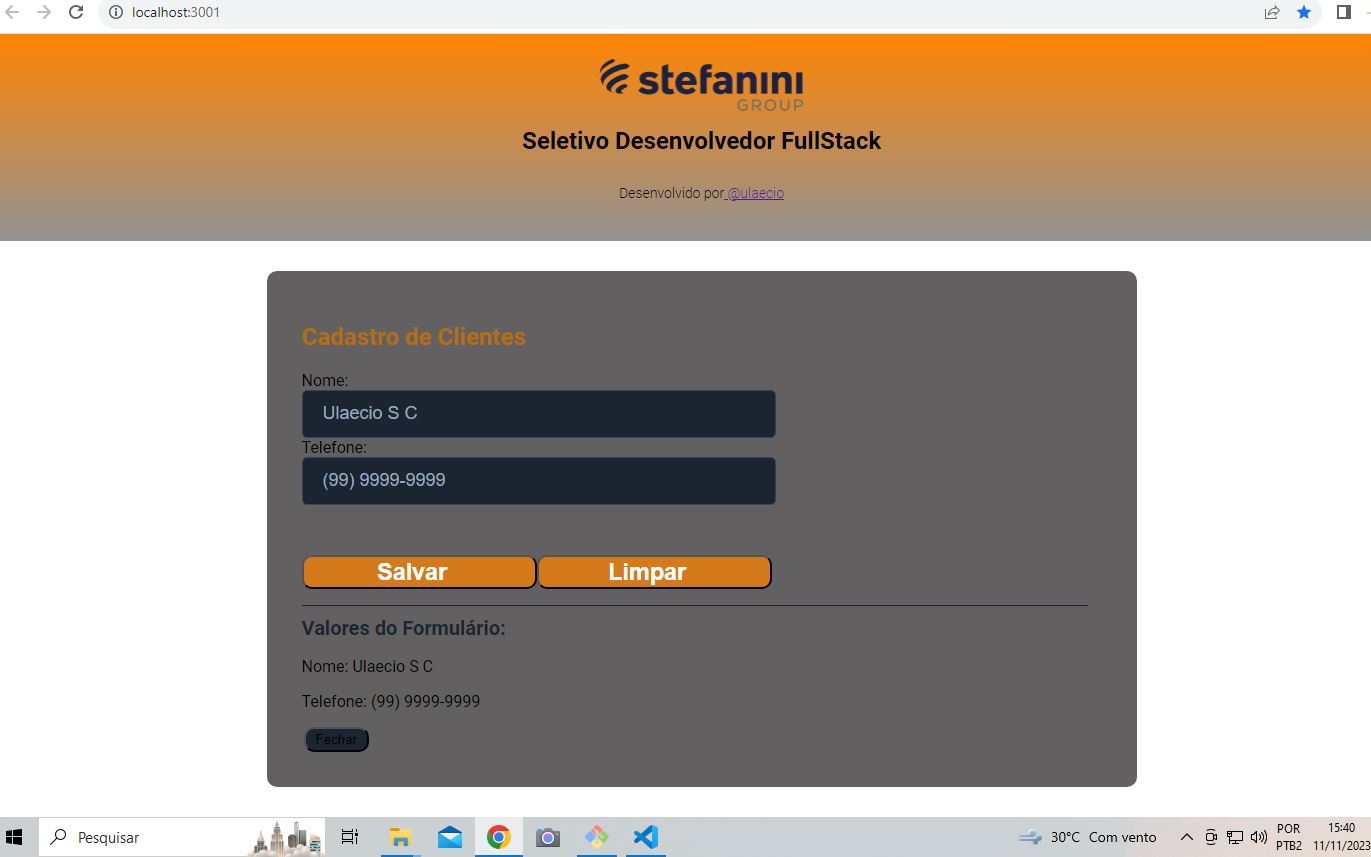 localhost:3001
stefanini
GROUP
Seletivo Desenvolvedor FullStack
Desenvolvido por @ulaecio
Cadastro de Clientes
Nome:
Ulaecio S C
Telefone:
(99) 9999-9999
Salvar Limpar
Valores do Formulário:
Nome: Ulaecio S C
Telefone: (99) 9999-9999
Fechar
Pesquisar 30°C Com vento POR 15:40
PTB2 11/11/2023